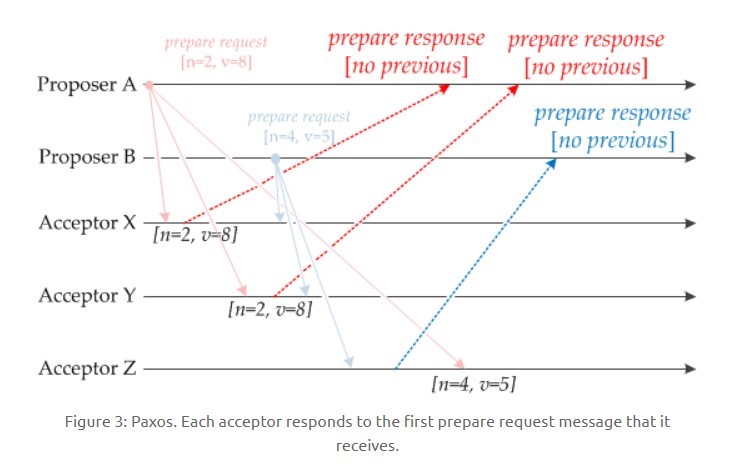 prepare request
[n=2, v=8]
prepare response
[no previous]
prepare response
[no previous]
Proposer A
prepare request
[n=4, v=5]
prepare response
[no previous]
Proposer B
Acceptor X
[n=2, v=8]
Acceptor Y
[n=2, v=8]
Acceptor Z
[n=4, v=5]
Figure 3: Paxos. Each acceptor responds to the first prepare request message that it
receives.